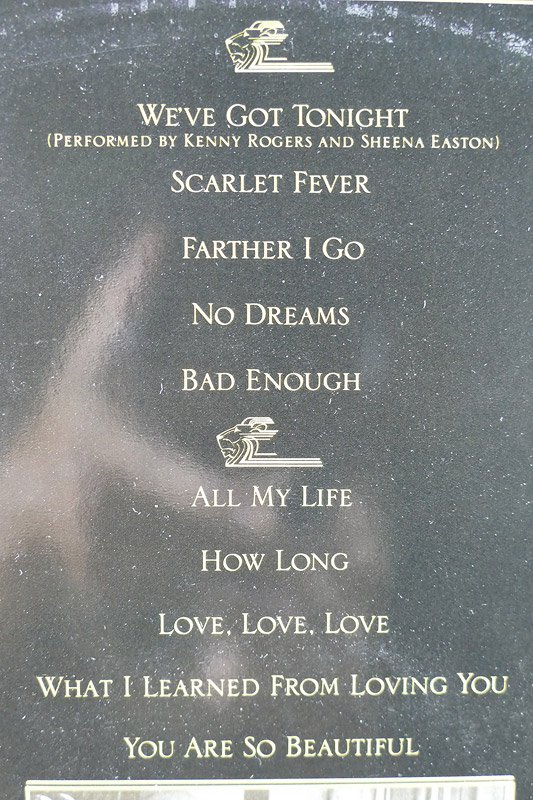 We've Got Tonight
(Performed by Kenny Rogers and Sheena Easton)
Scarlet Fever
Farther I Go
No Dreams
Bad Enough
All My Life
How Long
Love, Love, Love
What I Learned From Loving You
You Are So Beautiful